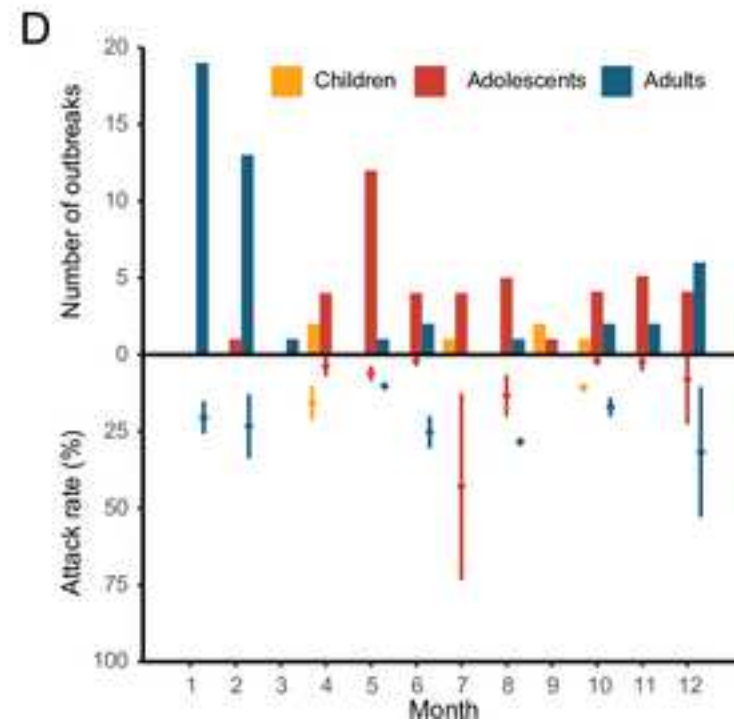 D
Children Adolescents Adults
Number of outbreaks
20
15
10
5
0
Attack rate (%)
25
50
75
100
1 2 3 4 5 6 7 8 9 10 11 12
Month